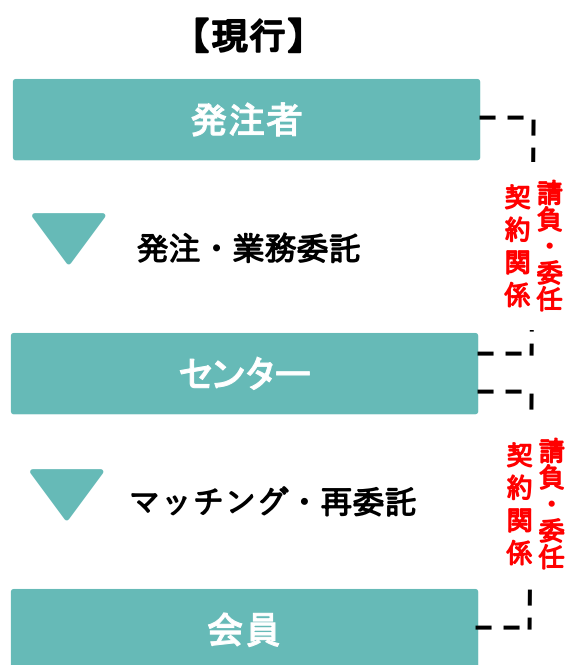 【現行】
発注者
発注・業務委託
請負・委任
契約関係
センター
マッチング・再委託
請負・委任
契約関係
会員